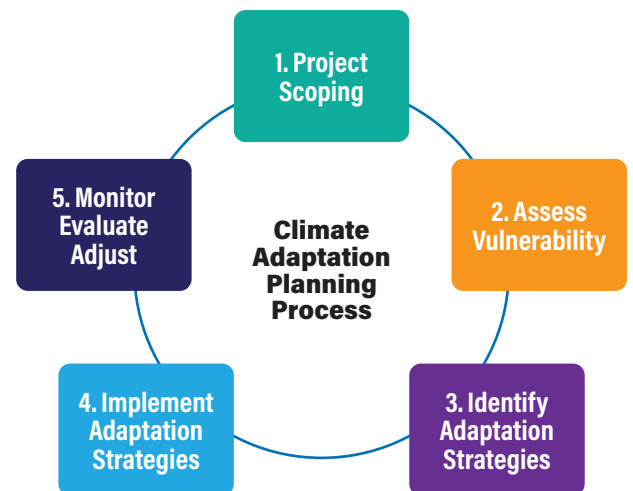 1. Project
Scoping
2. Assess
Vulnerability
3. Identify
Adaptation
Strategies
4. Implement
Adaptation
Strategies
5. Monitor
Evaluate
Adjust
Climate
Adaptation
Planning
Process